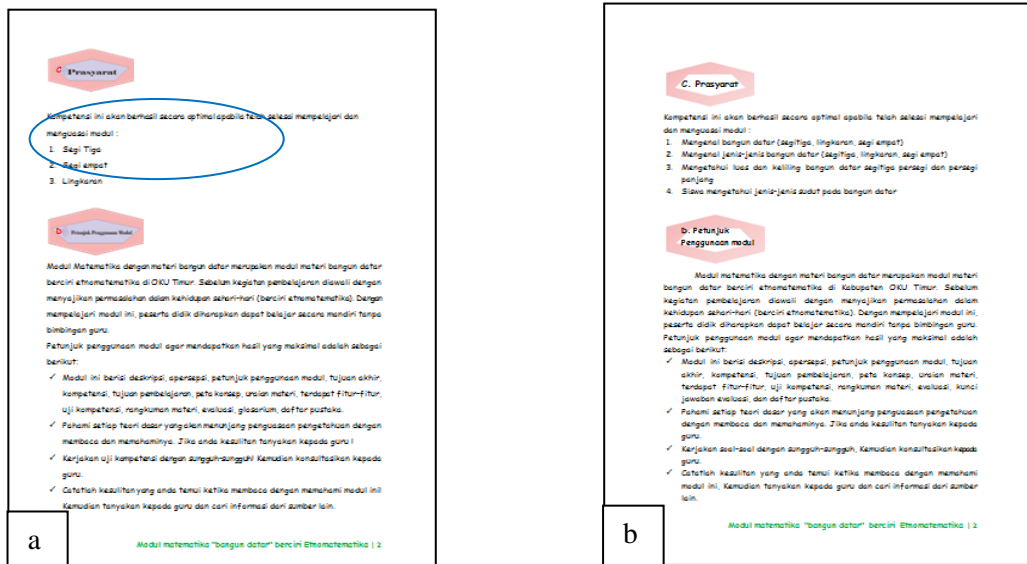 C Prasyarat
Kompetensi ini akan berhasil secara optimal apabila telah selesai mempelajari dan
menguasai modul :
1. Segi Tiga
2. Segi empat
3. Lingkaran
D Petunjuk Penggunaan Modul
Modul Matematika dengan materi bangun datar merupakan modul materi bangun datar
berciri etnomatematika di OKU Timur. Sebelum kegiatan pembelajaran diawali dengan
menyajikan permasalahan dalam kehidupan sehari-hari (berciri etnomatematika). Dengan
mempelajari modul ini, peserta didik diharapkan dapat belajar secara mandiri tanpa
bimbingan guru.
Petunjuk penggunaan modul agar mendapatkan hasil yang maksimal adalah sebagai
berikut:
✓ Modul ini berisi deskripsi, apersepsi, petunjuk penggunaan modul, tujuan akhir,
kompetensi, tujuan pembelajaran, peta konsep, uraian materi, terdapat fitur-fitur,
uji kompetensi, rangkuman materi, evaluasi, glosarium, daftar pustaka.
✓ Pahami setiap teori dasar yang akan menunjang penguasaan pengetahuan dengan
membaca dan memahaminya. Jika anda kesulitan tanyakan kepada guru !
✓ Kerjakan uji kompetensi dengan sungguh-sungguh! Kemudian konsultasikan kepada
guru.
✓ Catatlah kesulitan yang anda temui ketika membaca dengan memahami modul ini!
Kemudian tanyakan kepada guru dan cari informasi dari sumber lain.
Modul matematika "bangun datar" berciri Etnomatematika | 2
a
C. Prasyarat
Kompetensi ini akan berhasil secara optimal apabila telah selesai mempelajari
dan menguasai modul :
1. Mengenal bangun datar (segitiga, lingkaran, segi empat)
2. Mengenal jenis-jenis bangun datar (segitiga, lingkaran, segi empat)
3. Mengetahui luas dan keliling bangun datar segitiga persegi dan persegi
panjang
4. Siswa mengetahui jenis-jenis sudut pada bangun datar
D. Petunjuk
Penggunaan modul
Modul matematika dengan materi bangun datar merupakan modul materi
bangun datar berciri etnomatematika di Kabupaten OKU Timur. Sebelum
kegiatan pembelajaran diawali dengan menyajikan permasalahan dalam
kehidupan sehari-hari (berciri etnomatematika). Dengan mempelajari modul ini,
peserta didik diharapkan dapat belajar secara mandiri tanpa bimbingan guru.
Petunjuk penggunaan modul agar mendapatkan hasil yang maksimal adalah
sebagai berikut:
✓ Modul ini berisi deskripsi, apersepsi, petunjuk penggunaan modul, tujuan
akhir, kompetensi, tujuan pembelajaran, peta konsep, uraian materi,
terdapat fitur-fitur, uji kompetensi, rangkuman materi, evaluasi, kunci
jawaban evaluasi, dan daftar pustaka.
✓ Pahami setiap teori dasar yang akan menunjang penguasaan pengetahuan
dengan membaca dan memahaminya. Jika anda kesulitan tanyakan kepada
guru.
✓ Kerjakan soal-soal dengan sungguh-sungguh, Kemudian konsultasikan kepada
guru.
✓ Catatlah kesulitan yang anda temui ketika membaca dengan memahami
modul ini, Kemudian tanyakan kepada guru dan cari informasi dari sumber
lain.
Modul matematika "bangun datar" berciri Etnomatematika | 2
b